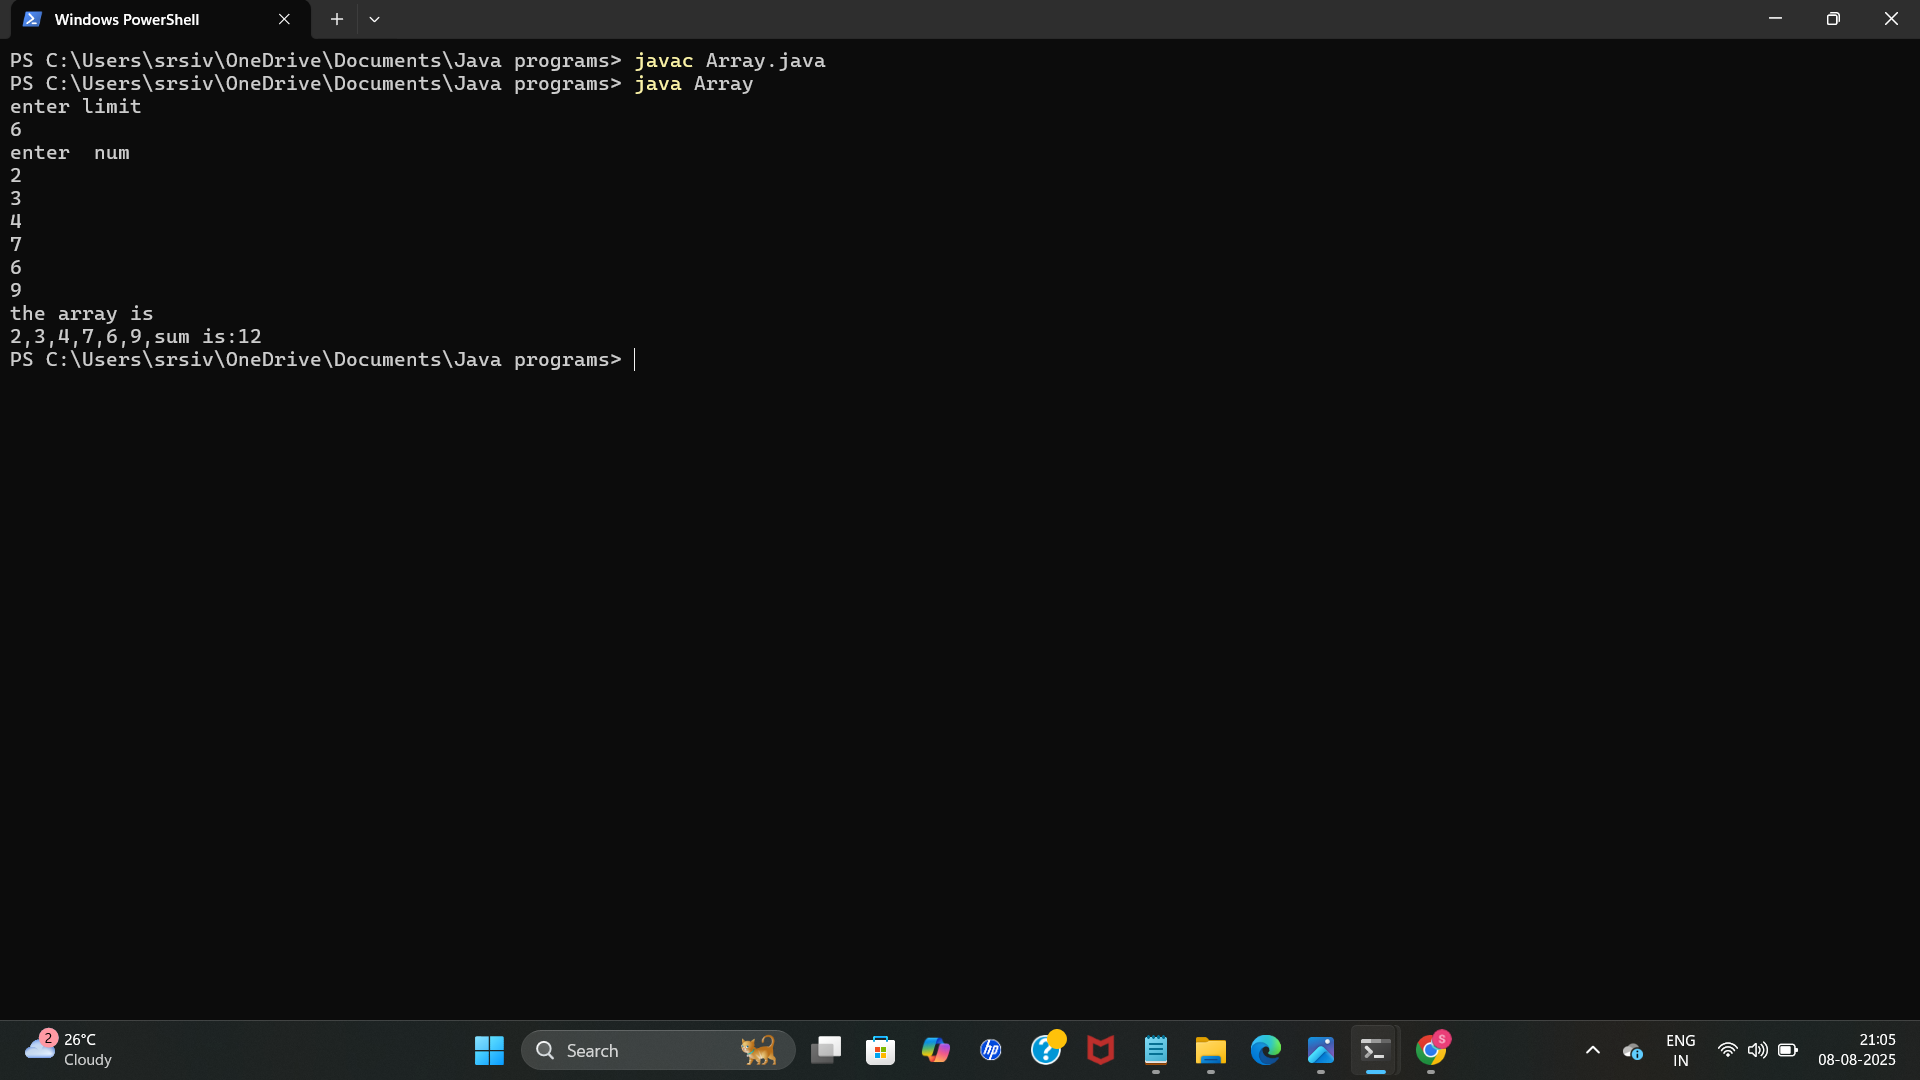 Windows PowerShell
PS C:\Users\srsiv\OneDrive\Documents\Java programs> javac Array.java
PS C:\Users\srsiv\OneDrive\Documents\Java programs> java Array
enter limit
6
enter  num
2
3
4
7
6
9
the array is
2,3,4,7,6,9,sum is:12
PS C:\Users\srsiv\OneDrive\Documents\Java programs>
2
26°C
Cloudy
Search
hp
S
ENG
IN
21:05
08-08-2025